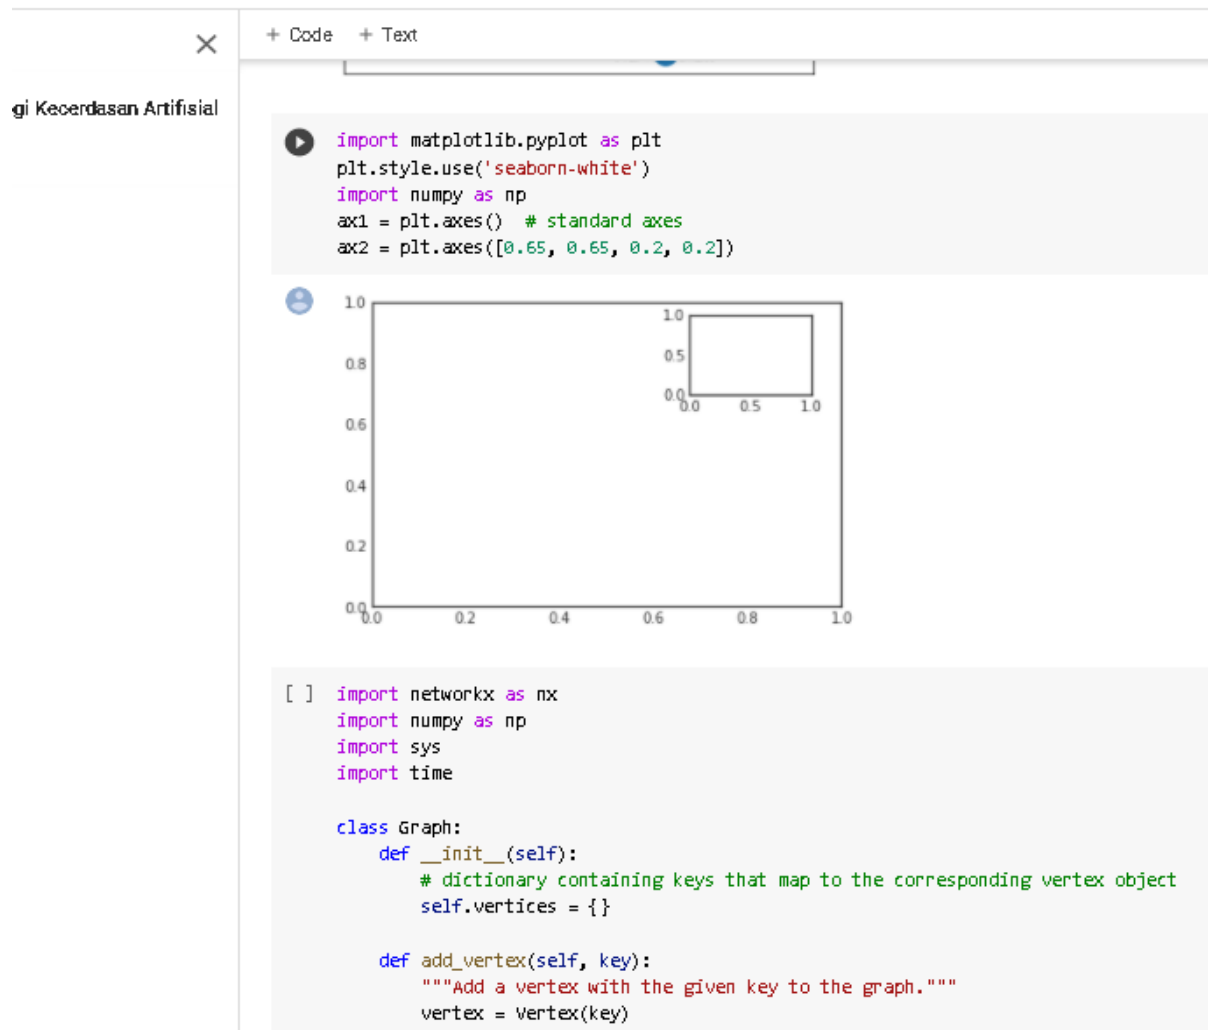 + Code + Text
gi Kecerdasan Artifisial
import matplotlib.pyplot as plt
plt.style.use('seaborn-white')
import numpy as np
ax1 = plt.axes()  # standard axes
ax2 = plt.axes([0.65, 0.65, 0.2, 0.2])
1.0
0.8
0.6
0.4
0.2
0.0
0.0 0.2 0.4 0.6 0.8 1.0
1.0
0.5
0.0
0.0 0.5 1.0
[ ] import networkx as nx
import numpy as np
import sys
import time
class Graph:
    def __init__(self):
        # dictionary containing keys that map to the corresponding vertex object
        self.vertices = {}
    def add_vertex(self, key):
        """Add a vertex with the given key to the graph."""
        vertex = Vertex(key)